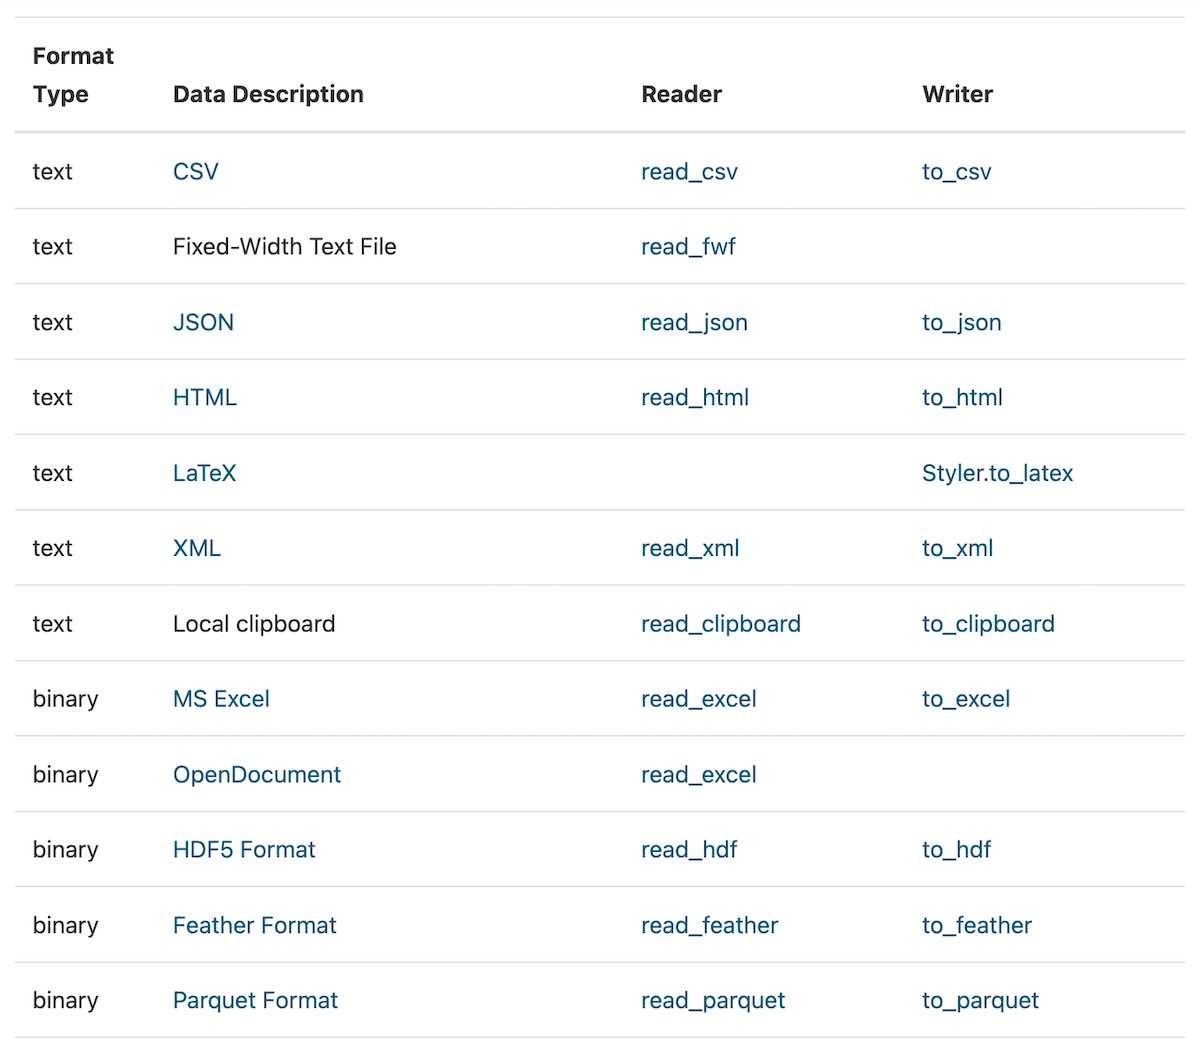 Format
Type Data Description Reader Writer
text CSV read_csv to_csv
text Fixed-Width Text File read_fwf
text JSON read_json to_json
text HTML read_html to_html
text LaTeX Styler.to_latex
text XML read_xml to_xml
text Local clipboard read_clipboard to_clipboard
binary MS Excel read_excel to_excel
binary OpenDocument read_excel
binary HDF5 Format read_hdf to_hdf
binary Feather Format read_feather to_feather
binary Parquet Format read_parquet to_parquet